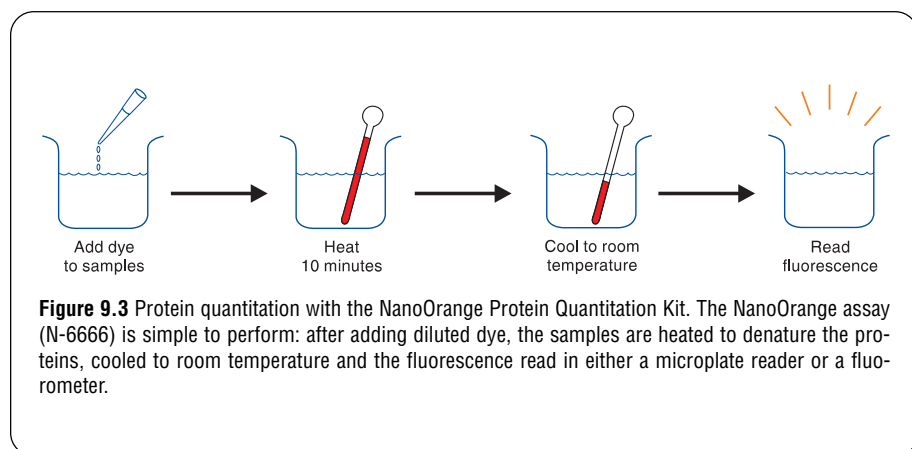 Add dye
to samples
Heat
10 minutes
Cool to room
temperature
Read
fluorescence
Figure 9.3 Protein quantitation with the NanoOrange Protein Quantitation Kit. The NanoOrange assay
(N-6666) is simple to perform: after adding diluted dye, the samples are heated to denature the pro-
teins, cooled to room temperature and the fluorescence read in either a microplate reader or a fluo-
rometer.